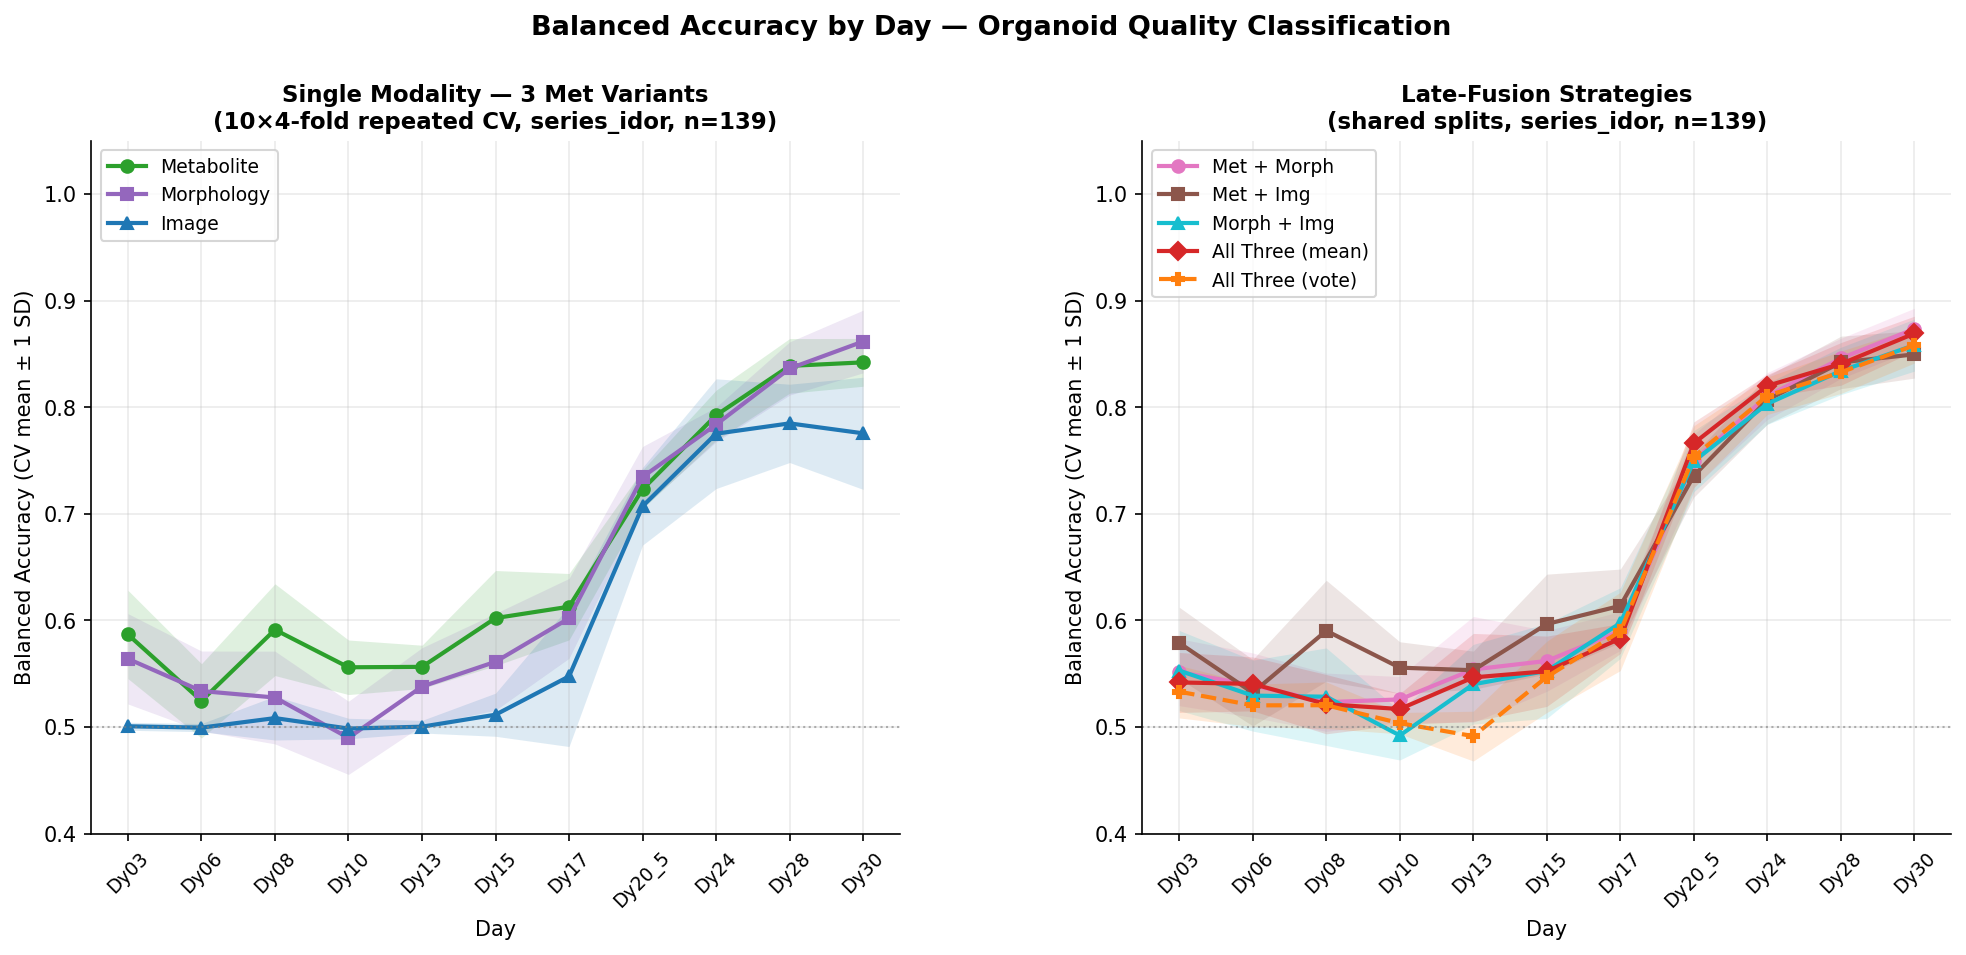 Balanced Accuracy by Day — Organoid Quality Classification
Single Modality — 3 Met Variants
(10×4-fold repeated CV, series_idor, n=139)
Metabolite
Morphology
Image
Balanced Accuracy (CV mean ± 1 SD)
1.0
0.9
0.8
0.7
0.6
0.5
0.4
Dy03
Dy06
Dy08
Dy10
Dy13
Dy15
Dy17
Dy20_5
Dy24
Dy28
Dy30
Day
Late-Fusion Strategies
(shared splits, series_idor, n=139)
Met + Morph
Met + Img
Morph + Img
All Three (mean)
All Three (vote)
Balanced Accuracy (CV mean ± 1 SD)
1.0
0.9
0.8
0.7
0.6
0.5
0.4
Dy03
Dy06
Dy08
Dy10
Dy13
Dy15
Dy17
Dy20_5
Dy24
Dy28
Dy30
Day